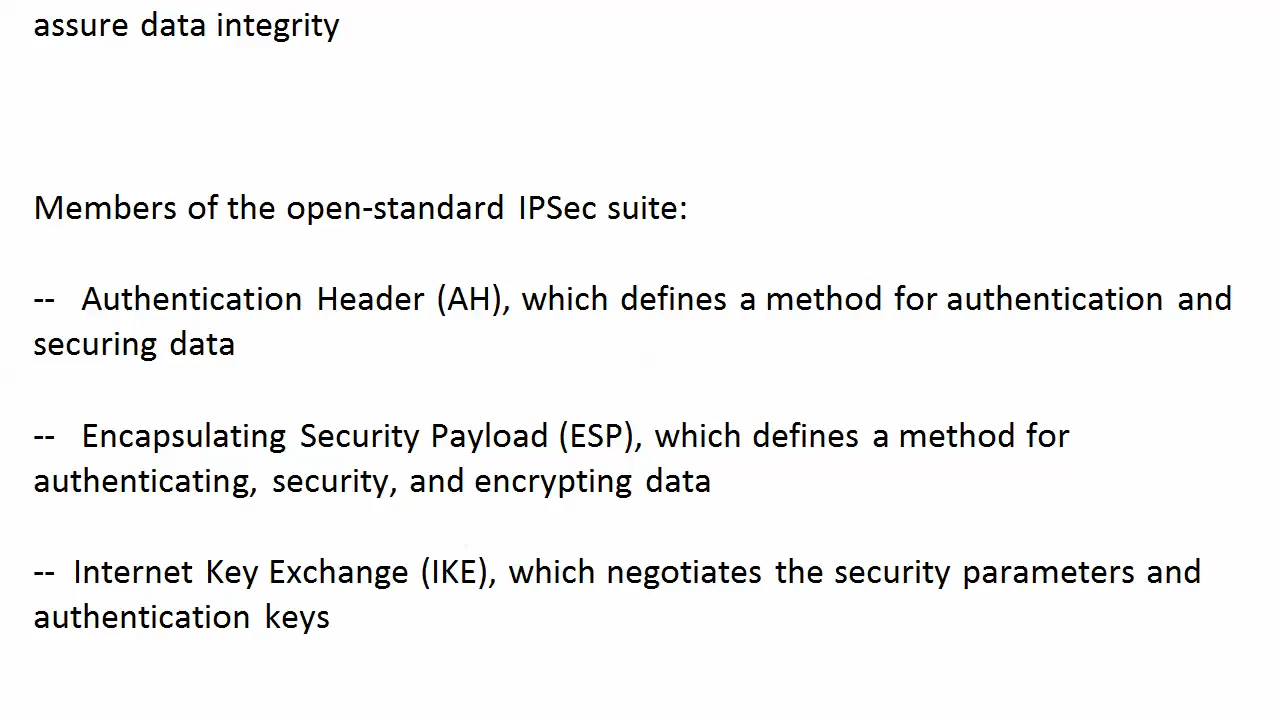 assure data integrity
Members of the open-standard IPSec suite:
-- Authentication Header (AH), which defines a method for authentication and
securing data
-- Encapsulating Security Payload (ESP), which defines a method for
authenticating, security, and encrypting data
-- Internet Key Exchange (IKE), which negotiates the security parameters and
authentication keys